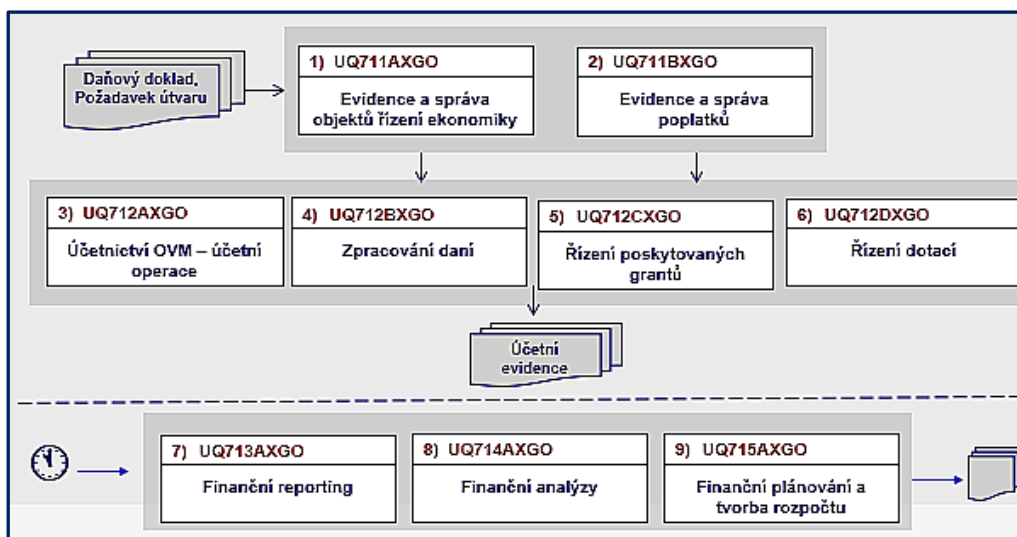 Daňový doklad,
Požadavek útvaru
1) UQ711AXGO
Evidence a správa
objektů řízení ekonomiky
2) UQ711BXGO
Evidence a správa
poplatků
3) UQ712AXGO
Účetnictví OVM – účetní
operace
4) UQ712BXGO
Zpracování daní
5) UQ712CXGO
Řízení poskytovaných
grantů
6) UQ712DXGO
Řízení dotací
Účetní
evidence
7) UQ713AXGO
Finanční reporting
8) UQ714AXGO
Finanční analýzy
9) UQ715AXGO
Finanční plánování a
tvorba rozpočtu